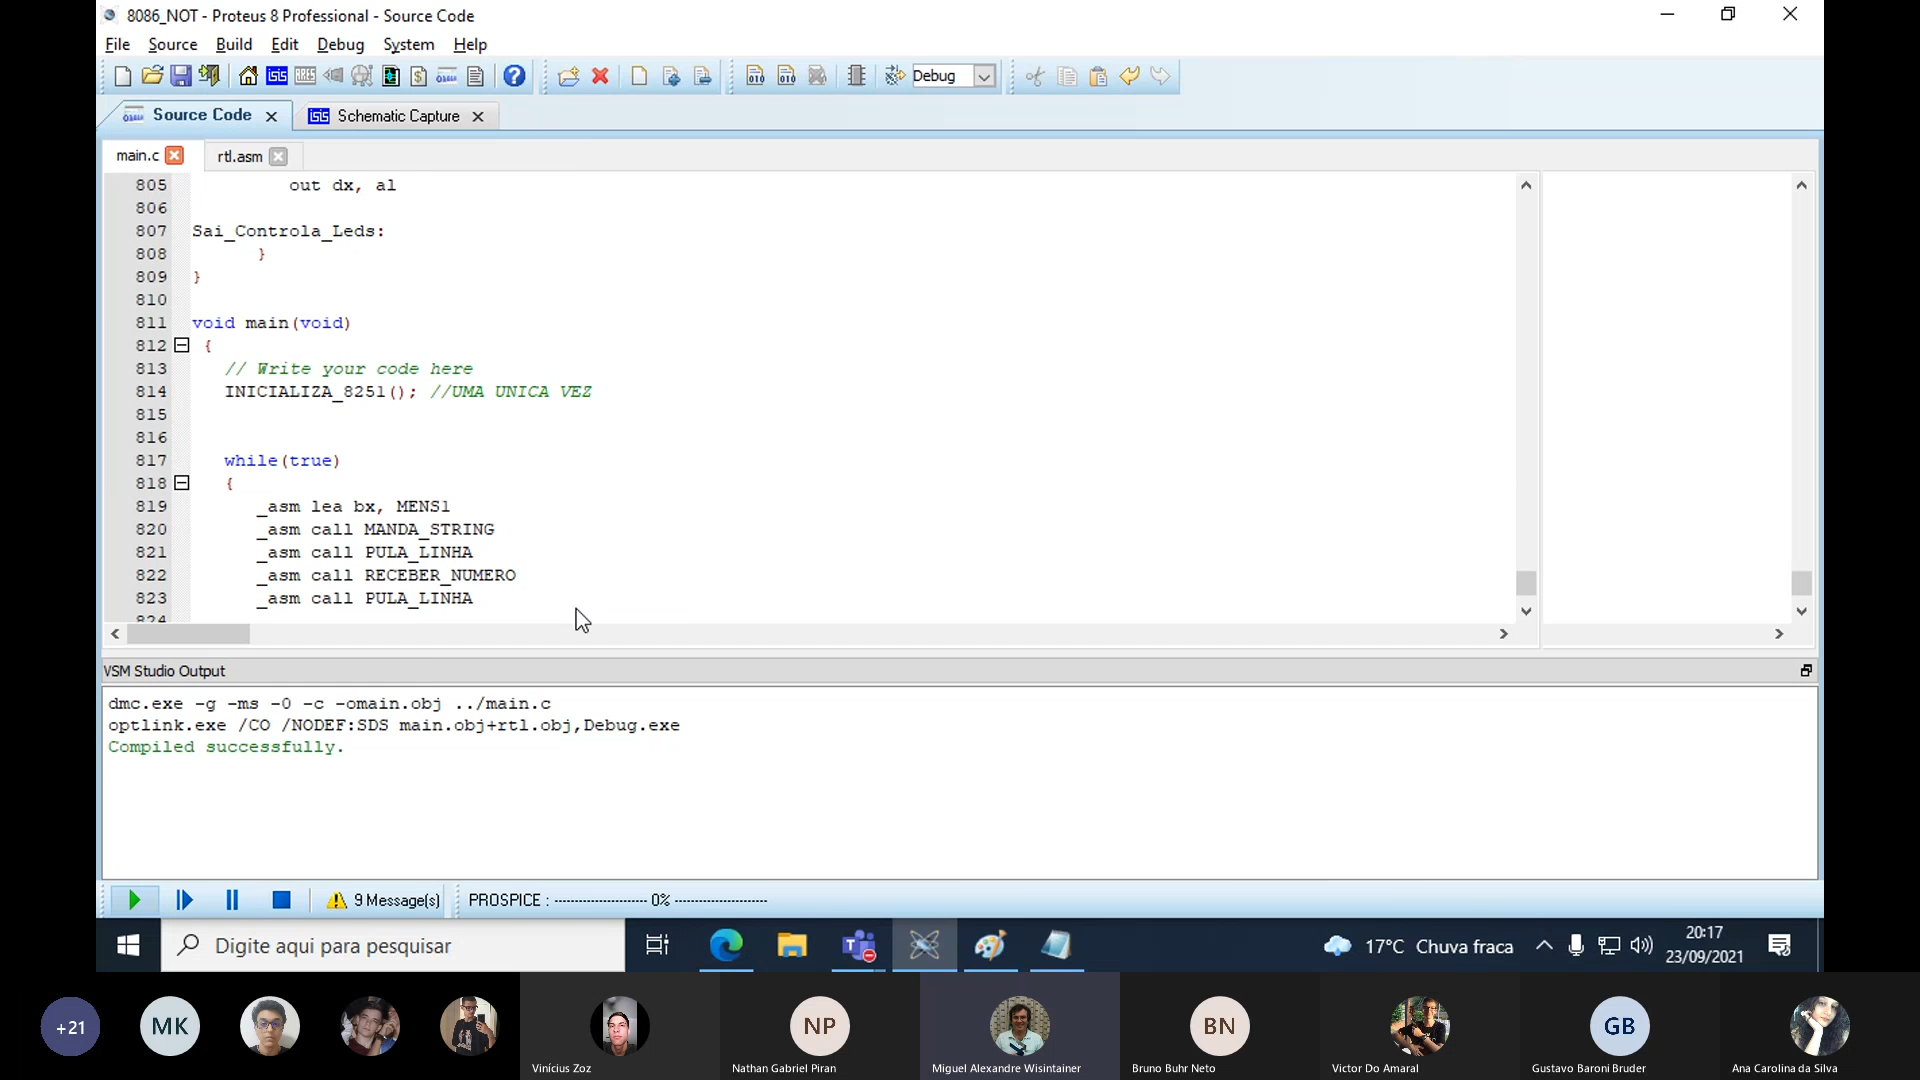 8086_NOT - Proteus 8 Professional - Source Code
File Source Build Edit Debug System Help
Debug
Source Code
Schematic Capture
main.c
rtl.asm
805 out dx, al
806
807 Sai_Controla_Leds:
808 }
809 }
810
811 void main(void)
812 {
813 // Write your code here
814 INICIALIZA_8251(); //UMA UNICA VEZ
815
816
817 while(true)
818 {
819 _asm lea bx, MENS1
820 _asm call MANDA_STRING
821 _asm call PULA_LINHA
822 _asm call RECEBER_NUMERO
823 _asm call PULA_LINHA
824
VSM Studio Output
dmc.exe -g -ms -0 -c -omain.obj ../main.c
optlink.exe /CO /NODEF:SDS main.obj+rtl.obj,Debug.exe
Compiled successfully.
9 Message(s)
PROSPICE : ---------------------- 0% ----------------------
Digite aqui para pesquisar
17°C Chuva fraca
20:17
23/09/2021
+21
MK
NP
BN
GB
Vinícius Zoz
Nathan Gabriel Piran
Miguel Alexandre Wisintainer
Bruno Buhr Neto
Victor Do Amaral
Gustavo Baroni Bruder
Ana Carolina da Silva